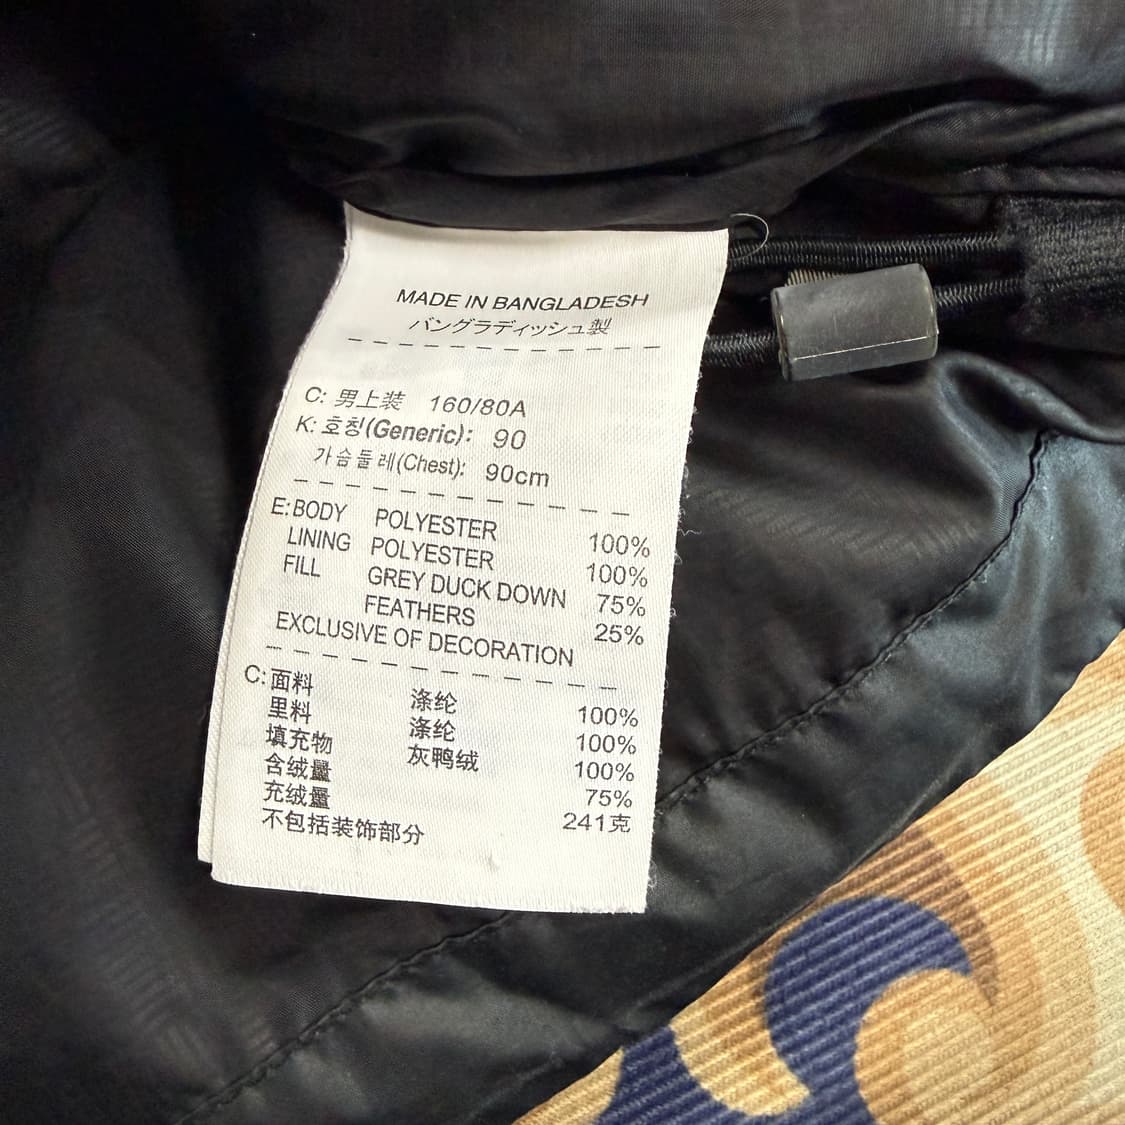 MADE IN BANGLADESH
バングラディッシュ製
C: 男上装 160/80A
K: 호칭(Generic): 90
가슴둘레(Chest): 90cm
E: BODY POLYESTER 100%
LINING POLYESTER 100%
FILL GREY DUCK DOWN 75%
FEATHERS 25%
EXCLUSIVE OF DECORATION
C: 面料 涤纶 100%
里料 涤纶 100%
填充物 灰鸭绒 100%
含绒量 75%
充绒量 241克
不包括装饰部分